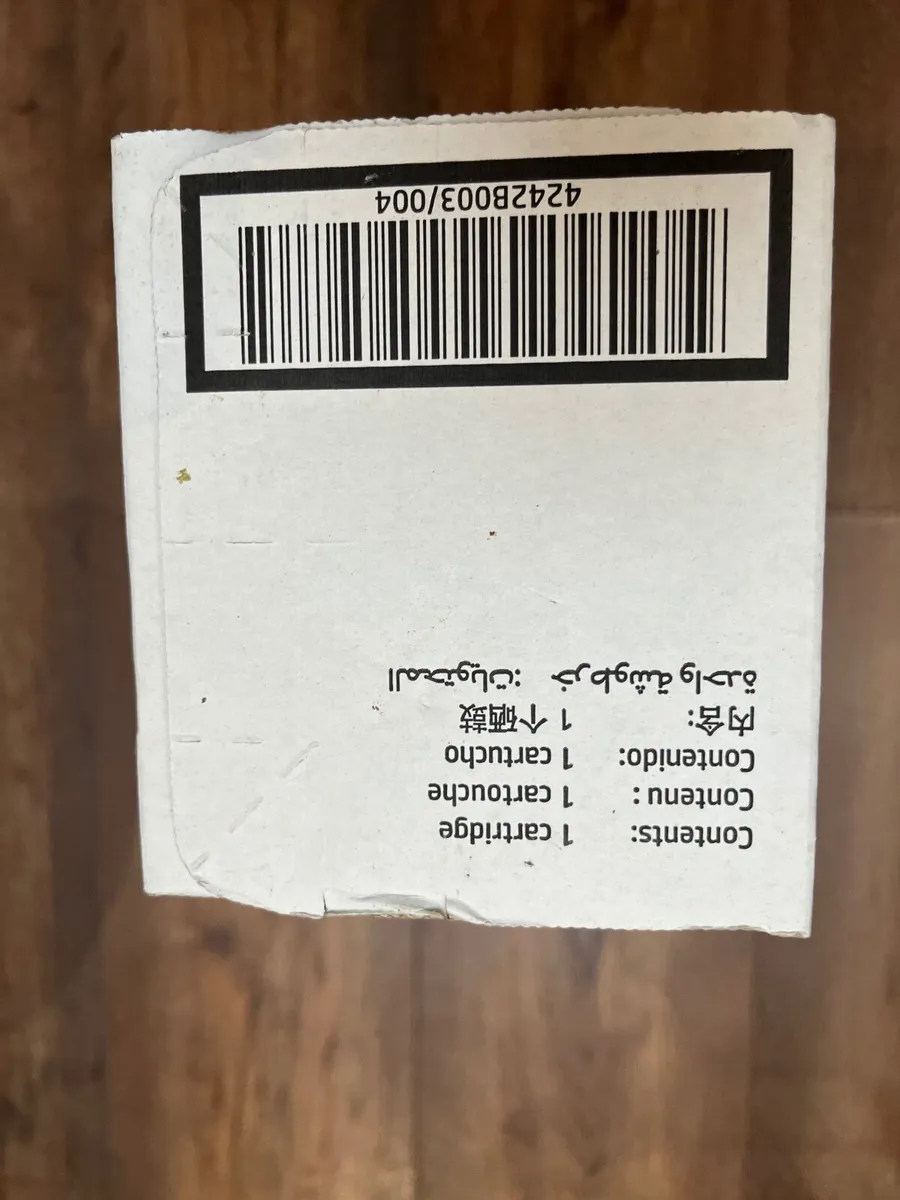 Contents: 1 cartridge
Contenu : 1 cartouche
Contenido: 1 cartucho
内含: 1 个硒鼓
المحتويات: خرطوشة واحدة
4242B003/004